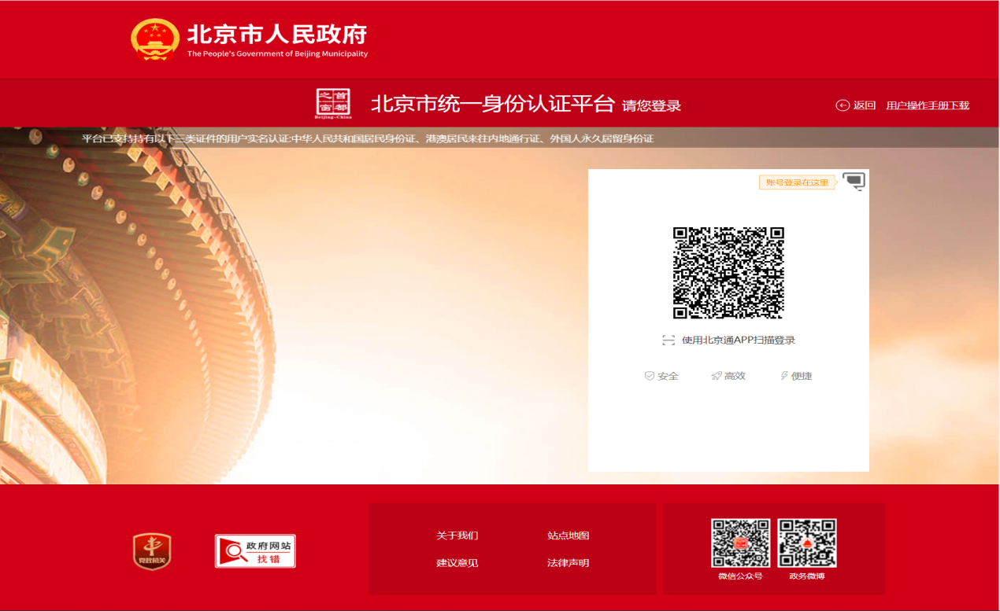 北京市人民政府
The People's Government of Beijing Municipality
首都之窗
Beijing-China
北京市统一身份认证平台 请您登录
返回 用户操作手册下载
平台已支持持有以下三类证件的用户实名认证:中华人民共和国居民身份证、港澳居民来往内地通行证、外国人永久居留身份证
账号登录在这里
使用北京通APP扫描登录
安全 高效 便捷
党政机关
政府网站
找错
关于我们 站点地图
建议意见 法律声明
微信公众号 政务微博